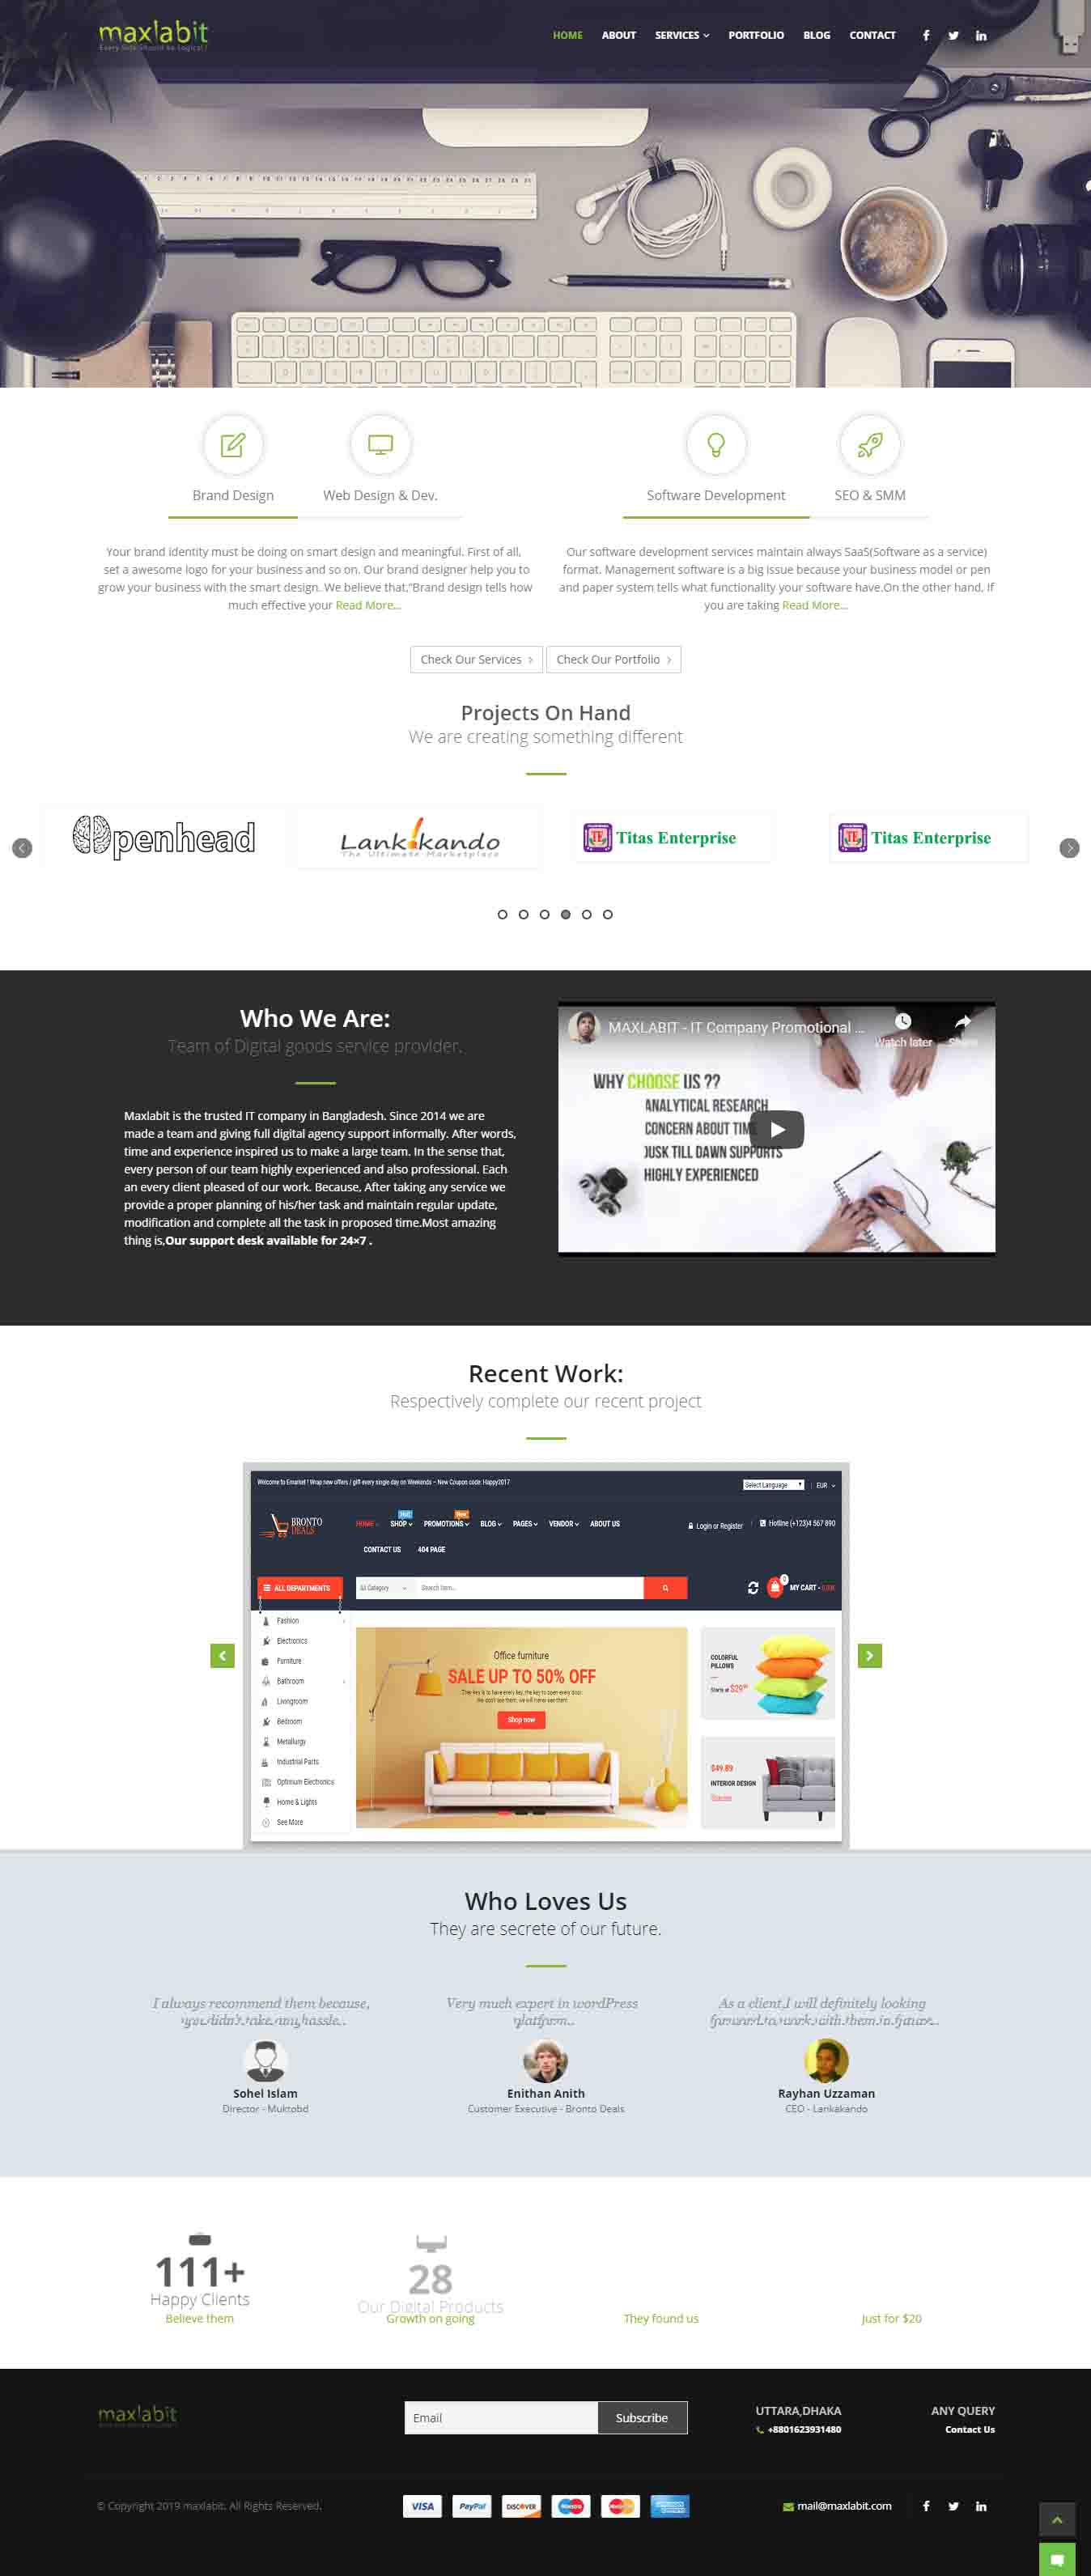 maxlabit
HOME ABOUT SERVICES PORTFOLIO BLOG CONTACT
Brand Design Web Design & Dev.
Software Development SEO & SMM
Your brand identity must be doing on smart design and meaningful. First of all,
set a awesome logo for your business and so on. Our brand designer help you to
grow your business with the smart design. We believe that,"Brand design tells how
much effective your Read More...
Our software development services maintain always SaaS(Software as a service)
format. Management software is a big issue because your business model or pen
and paper system tells what functionality your software have.On the other hand, If
you are taking Read More...
Check Our Services Check Our Portfolio
Projects On Hand
We are creating something different
penhead
Lankakando
The Ultimate Marketplace
TE Titas Enterprise
TE Titas Enterprise
Who We Are:
Team of Digital goods service provider.
Maxlabit is the trusted IT company in Bangladesh. Since 2014 we are
made a team and giving full digital agency support informally. After words,
time and experience inspired us to make a large team. In the sense that,
every person of our team highly experienced and also professional. Each
an every client pleased of our work. Because, After taking any service we
provide a proper planning of his/her task and maintain regular update,
modification and complete all the task in proposed time.Most amazing
thing is,Our support desk available for 24×7 .
MAXLABIT - IT Company Promotional ...
Watch later Share
WHY CHOOSE US ??
ANALYTICAL RESEARCH
CONCERN ABOUT TIME
DUSK TILL DAWN SUPPORTS
HIGHLY EXPERIENCED
Recent Work:
Respectively complete our recent project
Welcome to Emarket ! Wrap new offers / gift every single day on Weekends – New Coupon code: Happy2017
Select Language EUR
BRONTO
DEALS
HOME SHOP PROMOTIONS BLOG PAGES VENDOR ABOUT US
CONTACT US 404 PAGE
Login or Register Hotline (+123)4 567 890
ALL DEPARTMENTS
All Category Search Item...
0
MY CART -
Fashion
Electronics
Furniture
Bathroom
Livingroom
Bedroom
Metallurgy
Industrial Parts
Optimum Electronics
Home & Lights
See More
Office furniture
SALE UP TO 50% OFF
Shop now
COLORFUL
PILLOWS
Starts at $29
$49.89
INTERIOR DESIGN
Who Loves Us
They are secrete of our future.
I always recommend them because,
you didn't take any hassle..
Sohel Islam
Director - Muktobd
Very much expert in wordPress
platform..
Enithan Anith
Customer Executive - Bronto Deals
As a client,I will definitely looking
forward to work with them in future..
Rayhan Uzzaman
CEO - Lankakando
111+
Happy Clients
Believe them
28
Our Digital Products
Growth on going
They found us
Just for $20
maxlabit
Email Subscribe
UTTARA,DHAKA
+8801623931480
ANY QUERY
Contact Us
© Copyright 2019 maxlabit. All Rights Reserved.
VISA PayPal DISCOVER Maestro
mail@maxlabit.com